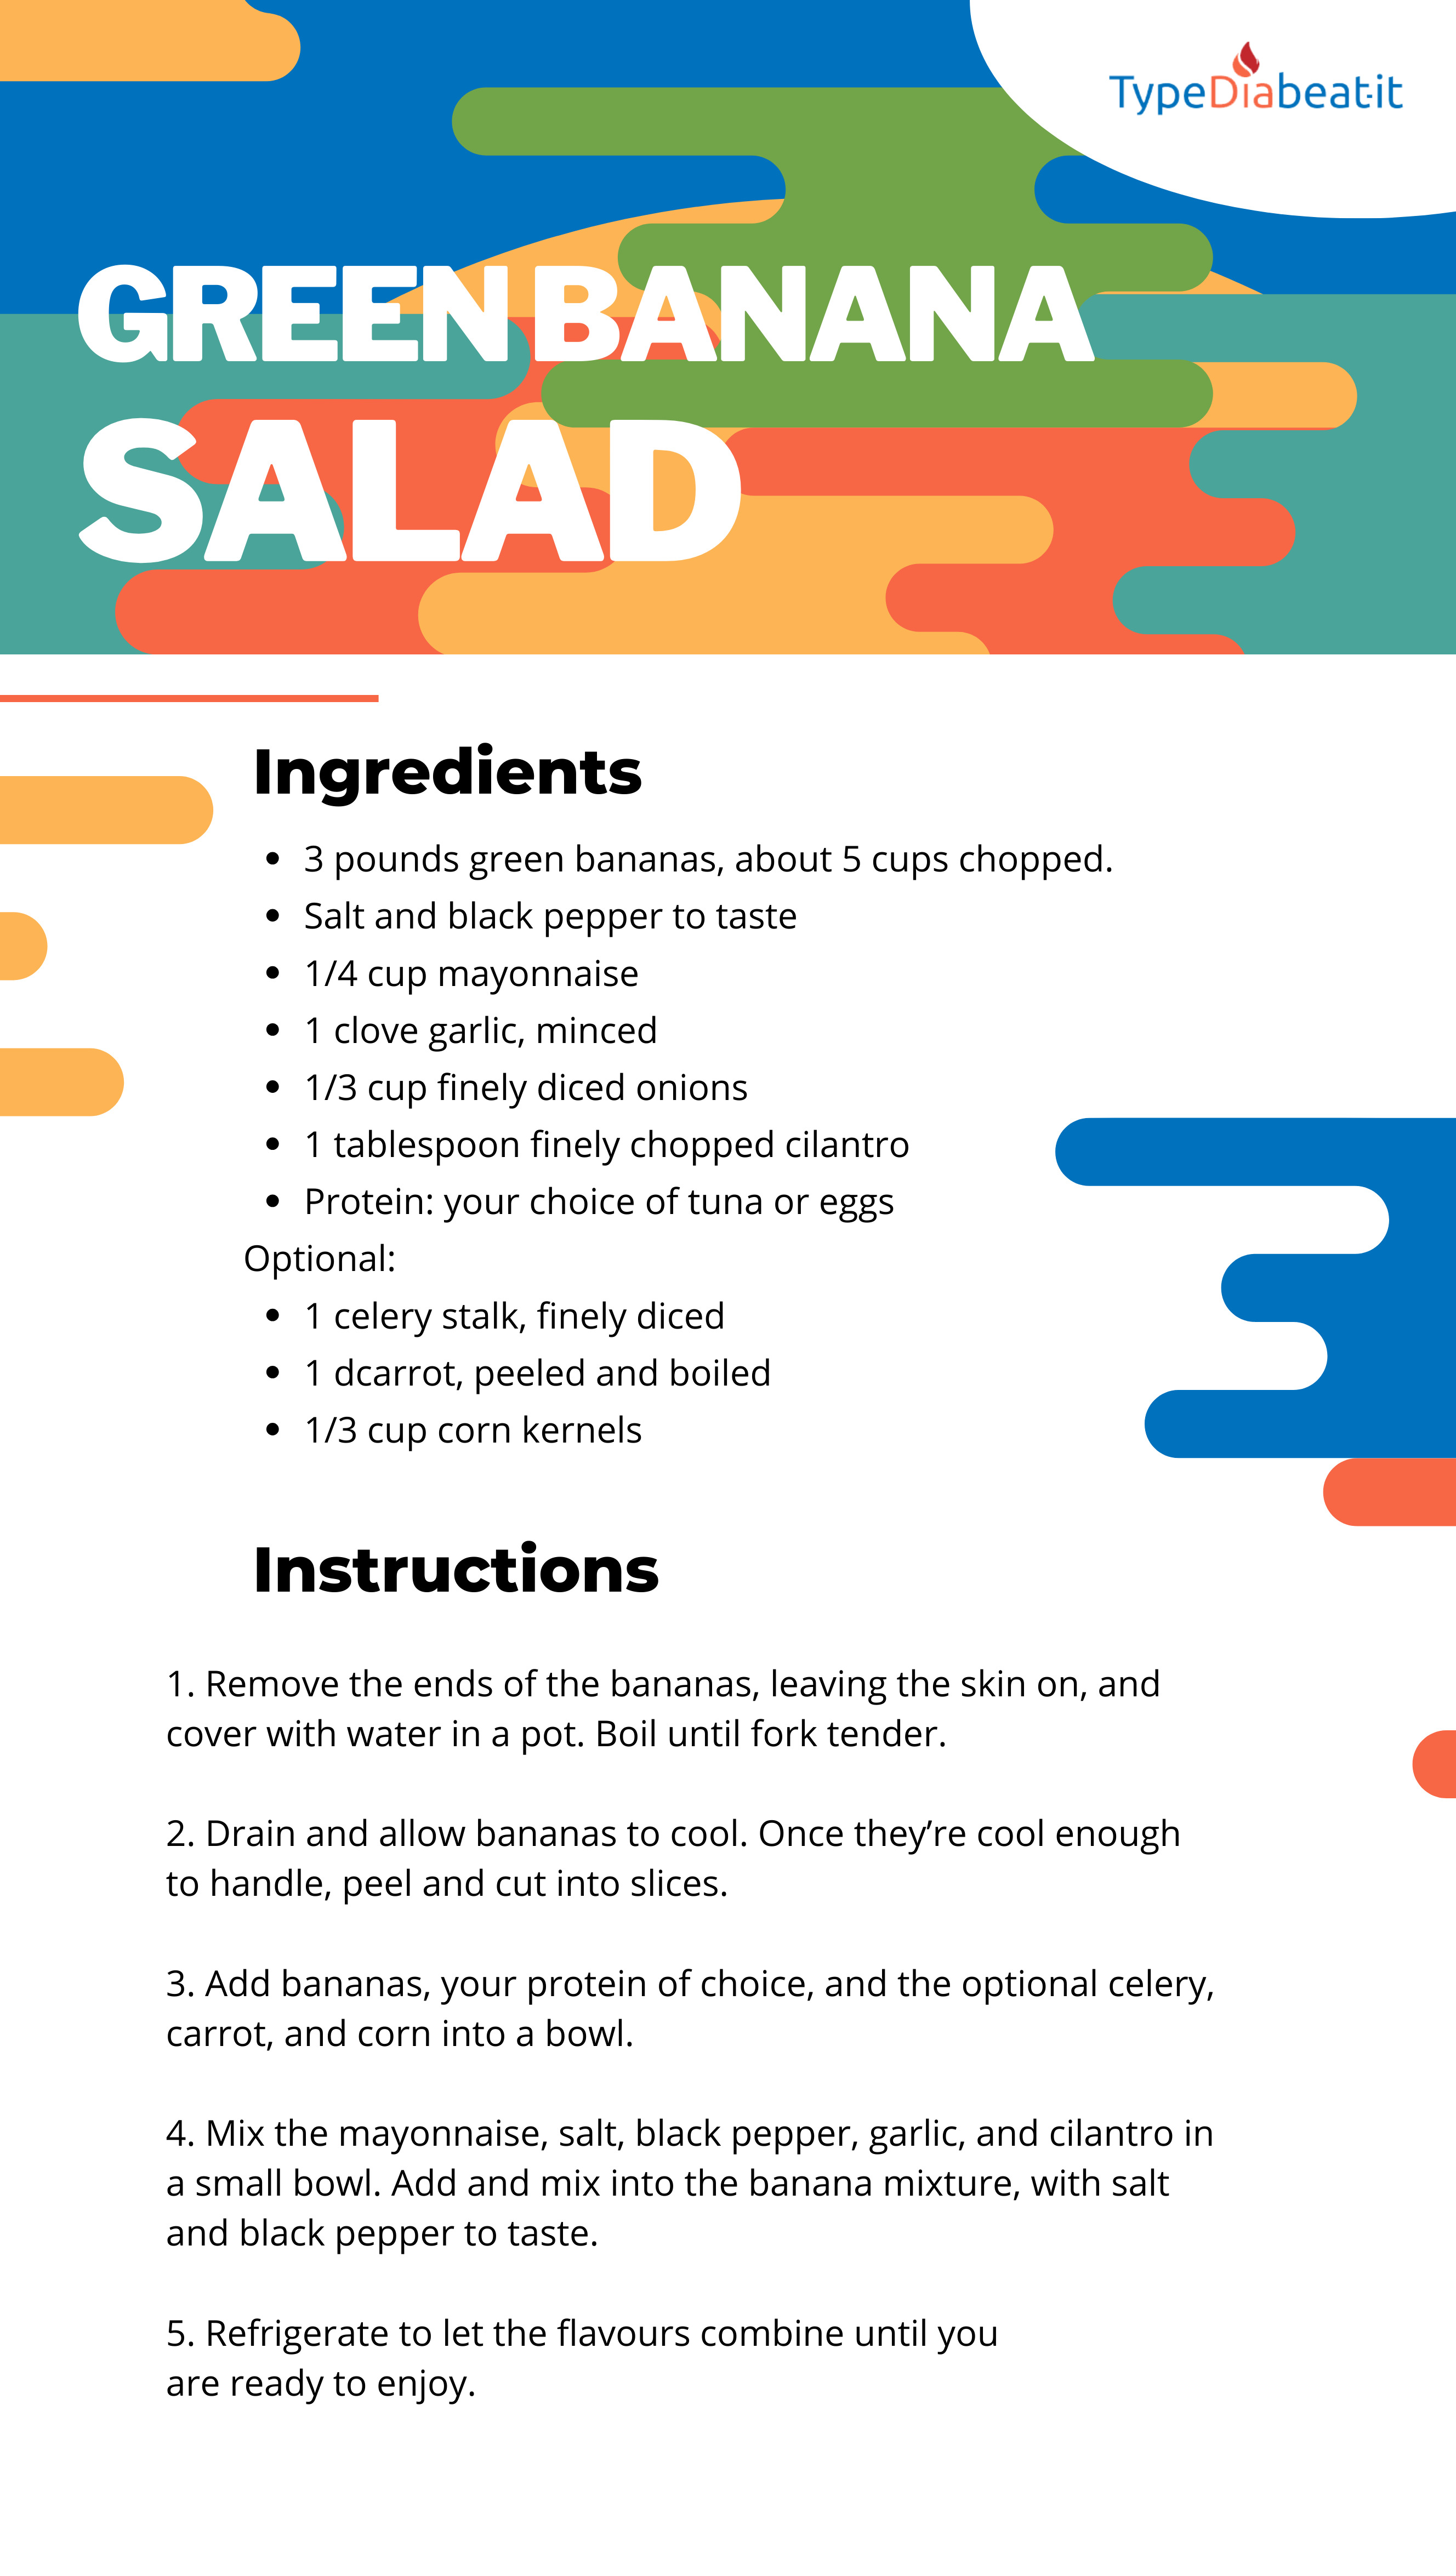 TypeDiabeat-it
GREEN BANANA
SALAD
Ingredients
• 3 pounds green bananas, about 5 cups chopped.
• Salt and black pepper to taste
• 1/4 cup mayonnaise
• 1 clove garlic, minced
• 1/3 cup finely diced onions
• 1 tablespoon finely chopped cilantro
• Protein: your choice of tuna or eggs
Optional:
• 1 celery stalk, finely diced
• 1 dcarrot, peeled and boiled
• 1/3 cup corn kernels
Instructions
1. Remove the ends of the bananas, leaving the skin on, and
cover with water in a pot. Boil until fork tender.
2. Drain and allow bananas to cool. Once they’re cool enough
to handle, peel and cut into slices.
3. Add bananas, your protein of choice, and the optional celery,
carrot, and corn into a bowl.
4. Mix the mayonnaise, salt, black pepper, garlic, and cilantro in
a small bowl. Add and mix into the banana mixture, with salt
and black pepper to taste.
5. Refrigerate to let the flavours combine until you
are ready to enjoy.